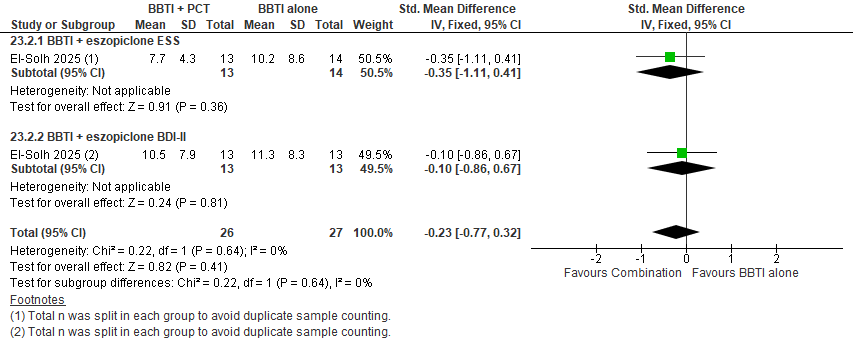 BBTI + PCT BBTI alone Std. Mean Difference Std. Mean Difference
Study or Subgroup Mean SD Total Mean SD Total Weight IV, Fixed, 95% CI IV, Fixed, 95% CI
23.2.1 BBTI + eszopiclone ESS
El-Solh 2025 (1) 7.7 4.3 13 10.2 8.6 14 50.5% -0.35 [-1.11, 0.41]
Subtotal (95% CI) 13 14 50.5% -0.35 [-1.11, 0.41]
Heterogeneity: Not applicable
Test for overall effect: Z = 0.91 (P = 0.36)
23.2.2 BBTI + eszopiclone BDI-II
El-Solh 2025 (2) 10.5 7.9 13 11.3 8.3 13 49.5% -0.10 [-0.86, 0.67]
Subtotal (95% CI) 13 13 49.5% -0.10 [-0.86, 0.67]
Heterogeneity: Not applicable
Test for overall effect: Z = 0.24 (P = 0.81)
Total (95% CI) 26 27 100.0% -0.23 [-0.77, 0.32]
Heterogeneity: Chi² = 0.22, df = 1 (P = 0.64); I² = 0%
Test for overall effect: Z = 0.82 (P = 0.41)
Test for subgroup differences: Chi² = 0.22, df = 1 (P = 0.64), I² = 0%
-2 -1 0 1 2
Favours Combination Favours BBTI alone
Footnotes
(1) Total n was split in each group to avoid duplicate sample counting.
(2) Total n was split in each group to avoid duplicate sample counting.